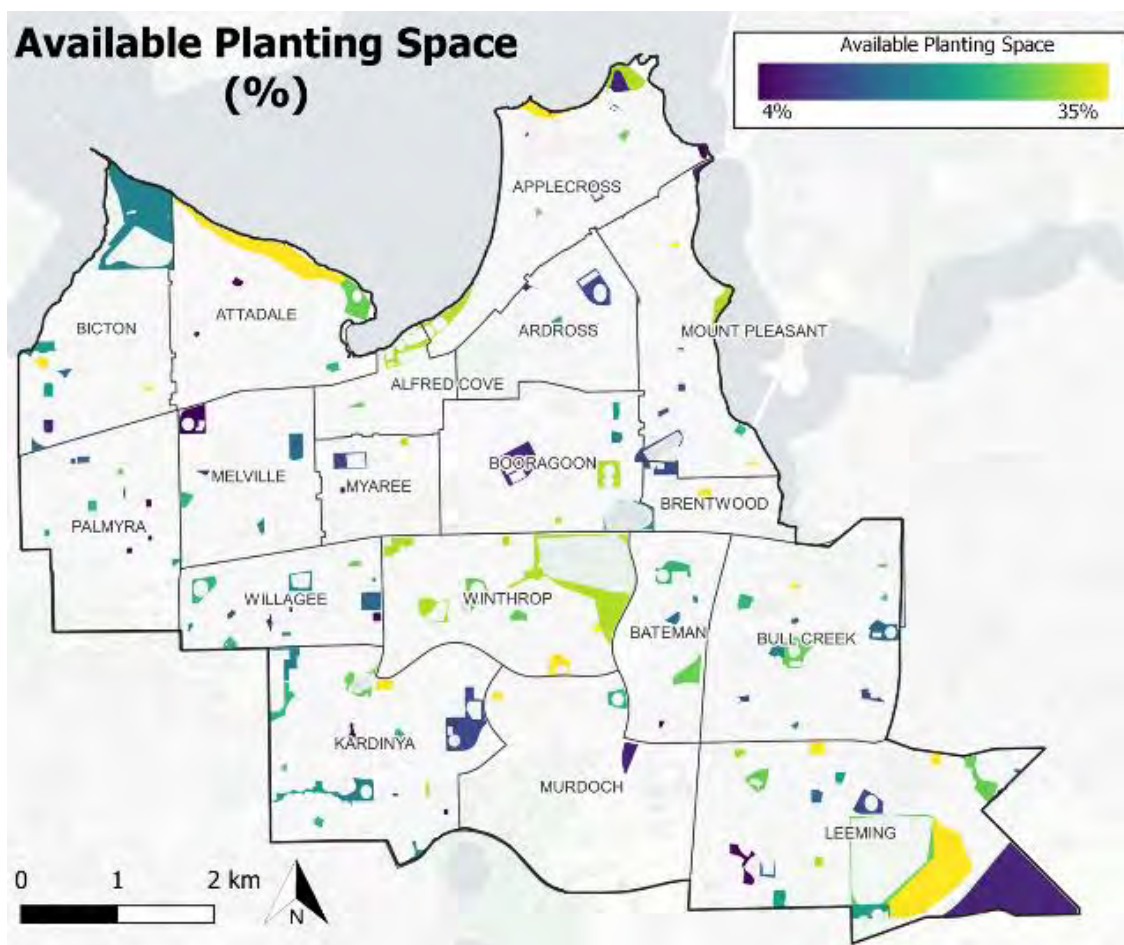 Available Planting Space
(%)
Available Planting Space
4%
35%
APPLECROSS
BICTON
ATTADALE
ARDROSS
MOUNT PLEASANT
ALFRED COVE
MELVILLE
MYAREE
BOORAGOON
BRENTWOOD
PALMYRA
WILLAGEE
WINTHROP
BATEMAN
BULL CREEK
KARDINYA
MURDOCH
LEEMING
0 1 2 km
N